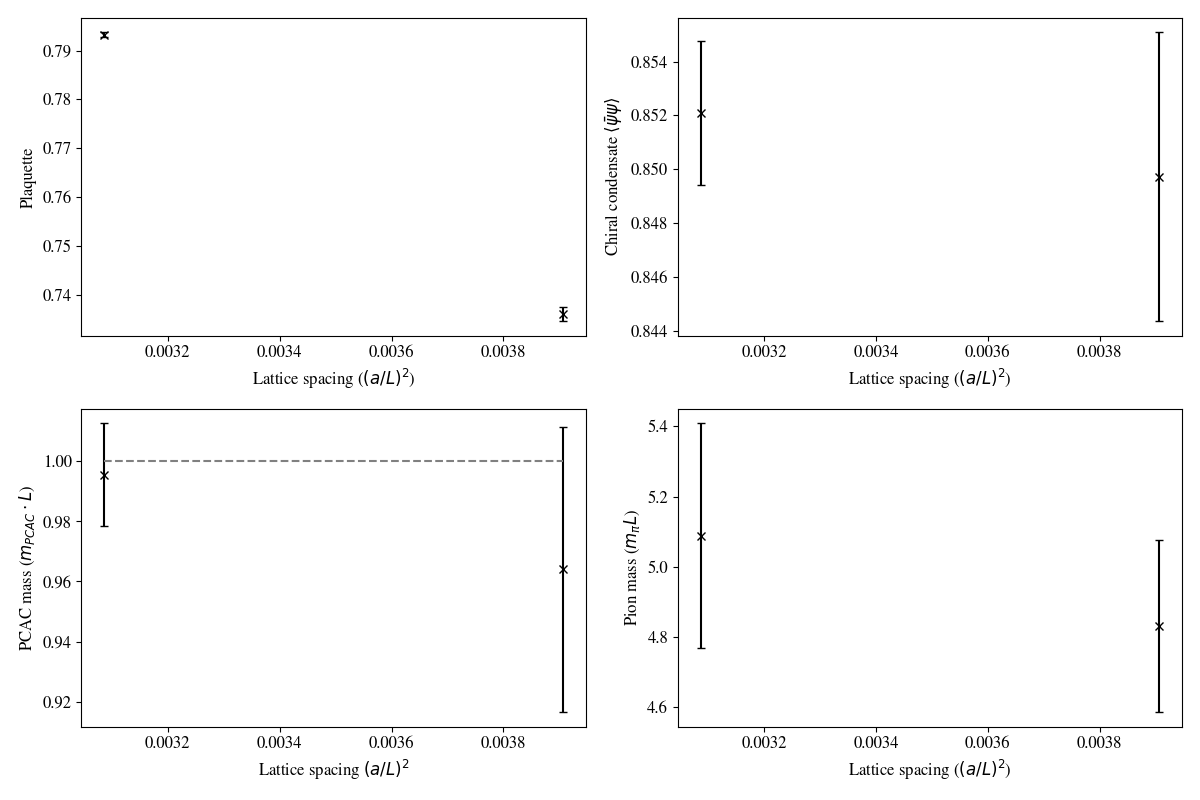 0.79
0.78
0.77
0.76
0.75
0.74
Plaquette
0.0032 0.0034 0.0036 0.0038
Lattice spacing ((a/L)²)
0.854
0.852
0.850
0.848
0.846
0.844
Chiral condensate ⟨ψ̄ψ⟩
0.0032 0.0034 0.0036 0.0038
Lattice spacing ((a/L)²)
1.00
0.98
0.96
0.94
0.92
PCAC mass (m_{PCAC} · L)
0.0032 0.0034 0.0036 0.0038
Lattice spacing (a/L)²
5.4
5.2
5.0
4.8
4.6
Pion mass (m_π L)
0.0032 0.0034 0.0036 0.0038
Lattice spacing ((a/L)²)